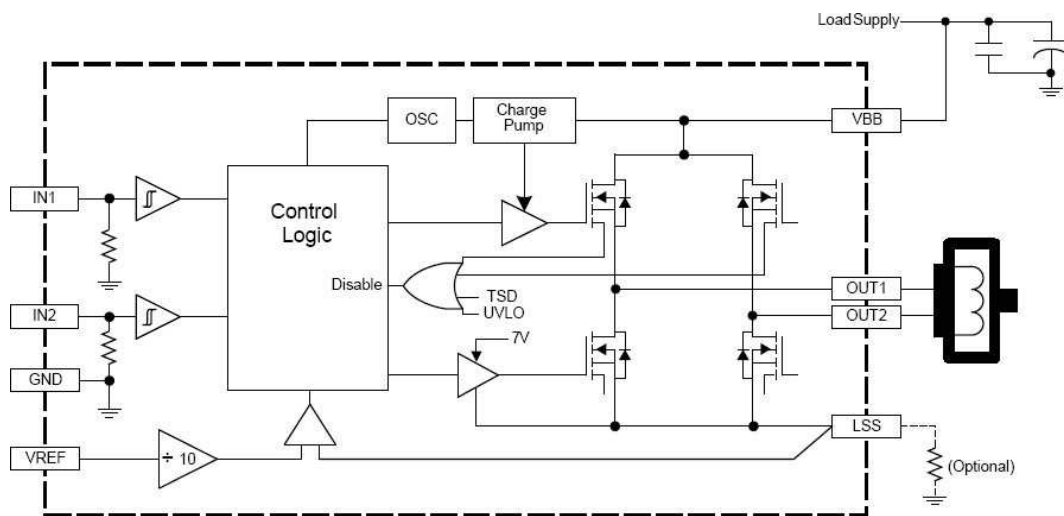 Load Supply
OSC
Charge
Pump
VBB
IN1
Control
Logic
Disable
TSD
UVLO
OUT1
IN2
OUT2
7V
GND
LSS
VREF
÷ 10
(Optional)